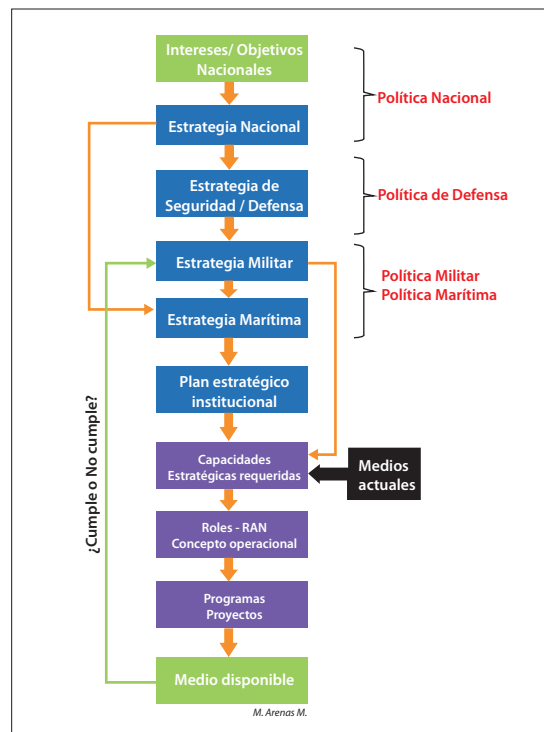 Intereses/ Objetivos
Nacionales
Política Nacional
Estrategia Nacional
Estrategia de
Seguridad / Defensa
Política de Defensa
Estrategia Militar
Política Militar
Política Marítima
Estrategia Marítima
Plan estratégico
institucional
¿Cumple o No cumple?
Capacidades
Estratégicas requeridas
Medios
actuales
Roles - RAN
Concepto operacional
Programas
Proyectos
Medio disponible
M. Arenas M.